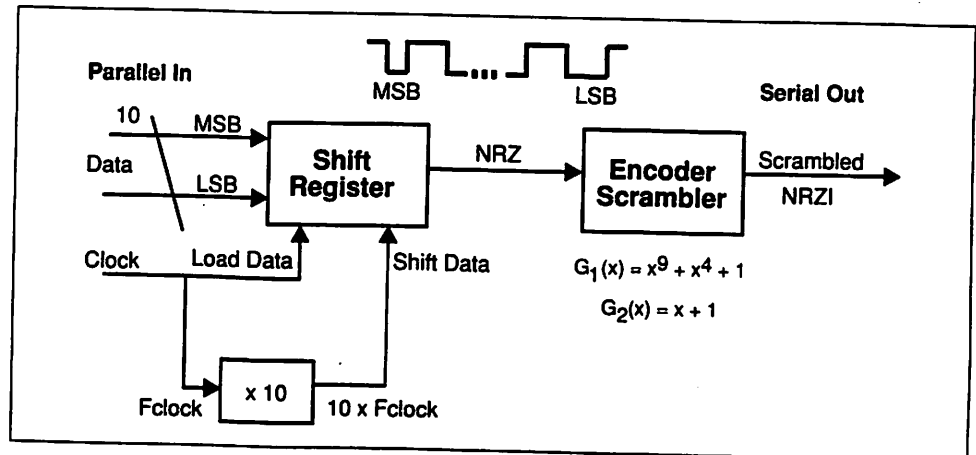 MSB
LSB
Parallel In
Serial Out
10
MSB
Data
LSB
Shift
Register
NRZ
Encoder
Scrambler
Scrambled
NRZI
Clock
Load Data
Shift Data
G₁(x) = x⁹ + x⁴ + 1
G₂(x) = x + 1
x 10
Fclock
10 x Fclock